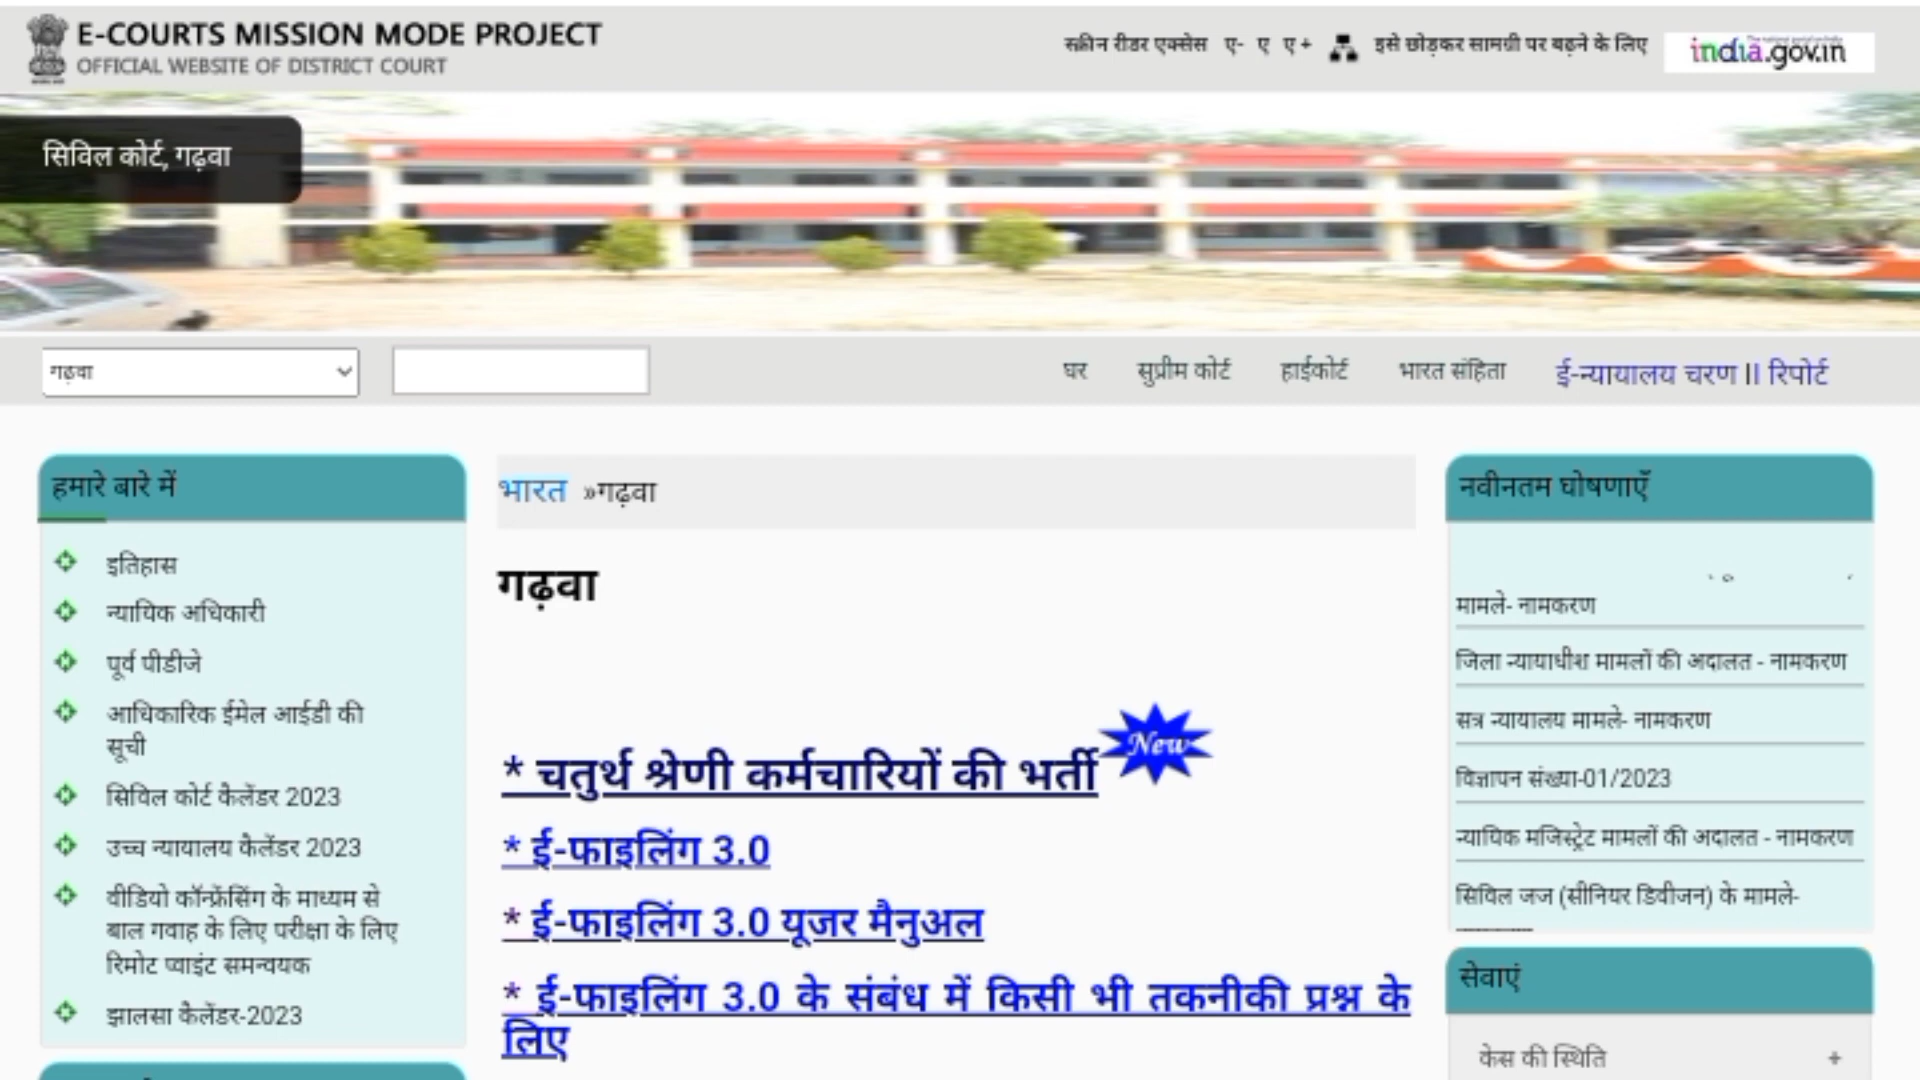 E-COURTS MISSION MODE PROJECT
OFFICIAL WEBSITE OF DISTRICT COURT
स्क्रीन रीडर एक्सेस ए- ए ए+ इसे छोड़कर सामग्री पर बढ़ने के लिए
india.gov.in
सिविल कोर्ट, गढ़वा
गढ़वा
घर सुप्रीम कोर्ट हाईकोर्ट भारत संहिता ई-न्यायालय चरण II रिपोर्ट
हमारे बारे में
इतिहास
न्यायिक अधिकारी
पूर्व पीडीजे
आधिकारिक ईमेल आईडी की
सूची
सिविल कोर्ट कैलेंडर 2023
उच्च न्यायालय कैलेंडर 2023
वीडियो कॉन्फ्रेंसिंग के माध्यम से
बाल गवाह के लिए परीक्षा के लिए
रिमोट प्वाइंट समन्वयक
झालसा कैलेंडर-2023
भारत »गढ़वा
गढ़वा
* चतुर्थ श्रेणी कर्मचारियों की भर्ती New
* ई-फाइलिंग 3.0
* ई-फाइलिंग 3.0 यूजर मैनुअल
* ई-फाइलिंग 3.0 के संबंध में किसी भी तकनीकी प्रश्न के
लिए
नवीनतम घोषणाएँ
मामले- नामकरण
जिला न्यायाधीश मामलों की अदालत - नामकरण
सत्र न्यायालय मामले- नामकरण
विज्ञापन संख्या-01/2023
न्यायिक मजिस्ट्रेट मामलों की अदालत - नामकरण
सिविल जज (सीनियर डिवीजन) के मामले-
सेवाएं
केस की स्थिति +